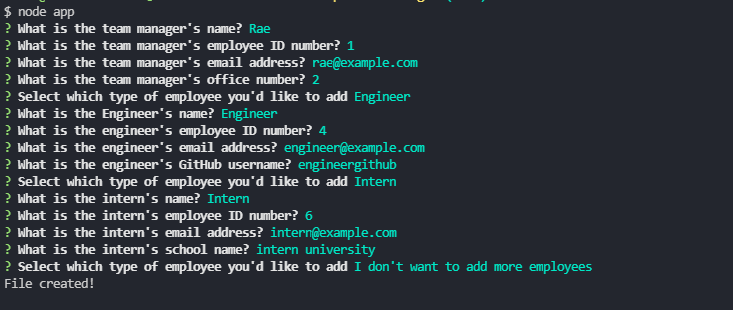 $ node app
? What is the team manager's name? Rae
? What is the team manager's employee ID number? 1
? What is the team manager's email address? rae@example.com
? What is the team manager's office number? 2
? Select which type of employee you'd like to add Engineer
? What is the Engineer's name? Engineer
? What is the engineer's employee ID number? 4
? What is the engineer's email address? engineer@example.com
? What is the engineer's GitHub username? engineergithub
? Select which type of employee you'd like to add Intern
? What is the intern's name? Intern
? What is the intern's employee ID number? 6
? What is the intern's email address? intern@example.com
? What is the intern's school name? intern university
? Select which type of employee you'd like to add I don't want to add more employees
File created!